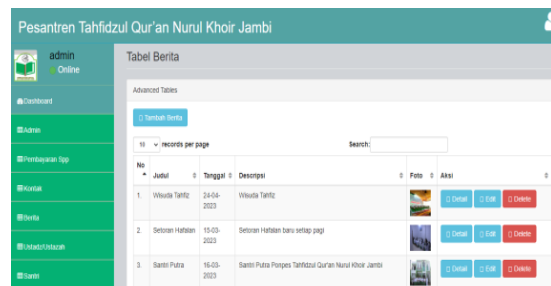 Pesantren Tahfidzul Qur'an Nurul Khoir Jambi
admin
Online
Dashboard
Admin
Pembayaran Spp
Kontak
Berita
Ustadz/Ustazah
Santri
Tabel Berita
Advanced Tables
Tambah Berita
10 records per page
Search:
No Judul Tanggal Descripsi Foto Aksi
1. Wisuda Tahfiz 24-04-2023 Wisuda Tahfiz Detail Edit Delete
2. Setoran Hafalan 15-03-2023 Setoran Hafalan baru setiap pagi Detail Edit Delete
3. Santri Putra 16-03-2023 Santri Putra Ponpes Tahfidzul Qur'an Nurul Khoir Jambi Detail Edit Delete